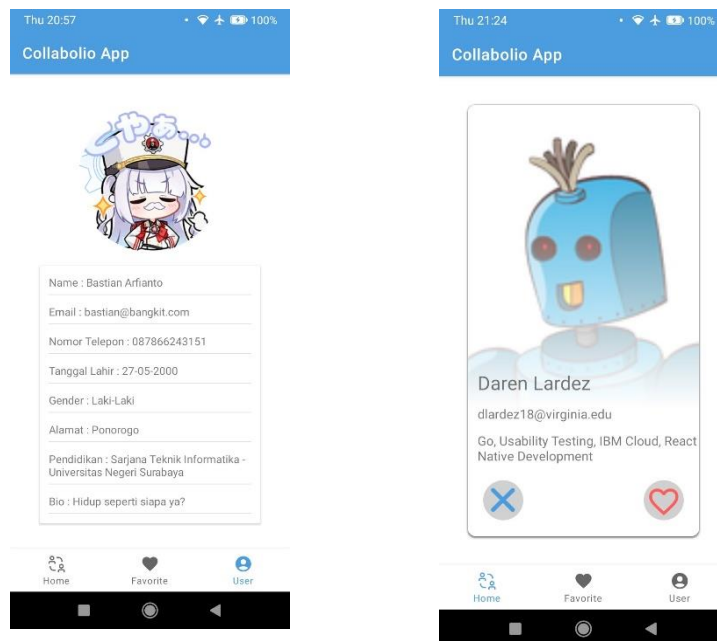 Thu 20:57
100%
Collabolio App
にゃあ...
Name : Bastian Arfianto
Email : bastian@bangkit.com
Nomor Telepon : 087866243151
Tanggal Lahir : 27-05-2000
Gender : Laki-Laki
Alamat : Ponorogo
Pendidikan : Sarjana Teknik Informatika -
Universitas Negeri Surabaya
Bio : Hidup seperti siapa ya?
Home
Favorite
User
Thu 21:24
100%
Collabolio App
Daren Lardez
dlardez18@virginia.edu
Go, Usability Testing, IBM Cloud, React
Native Development
Home
Favorite
User